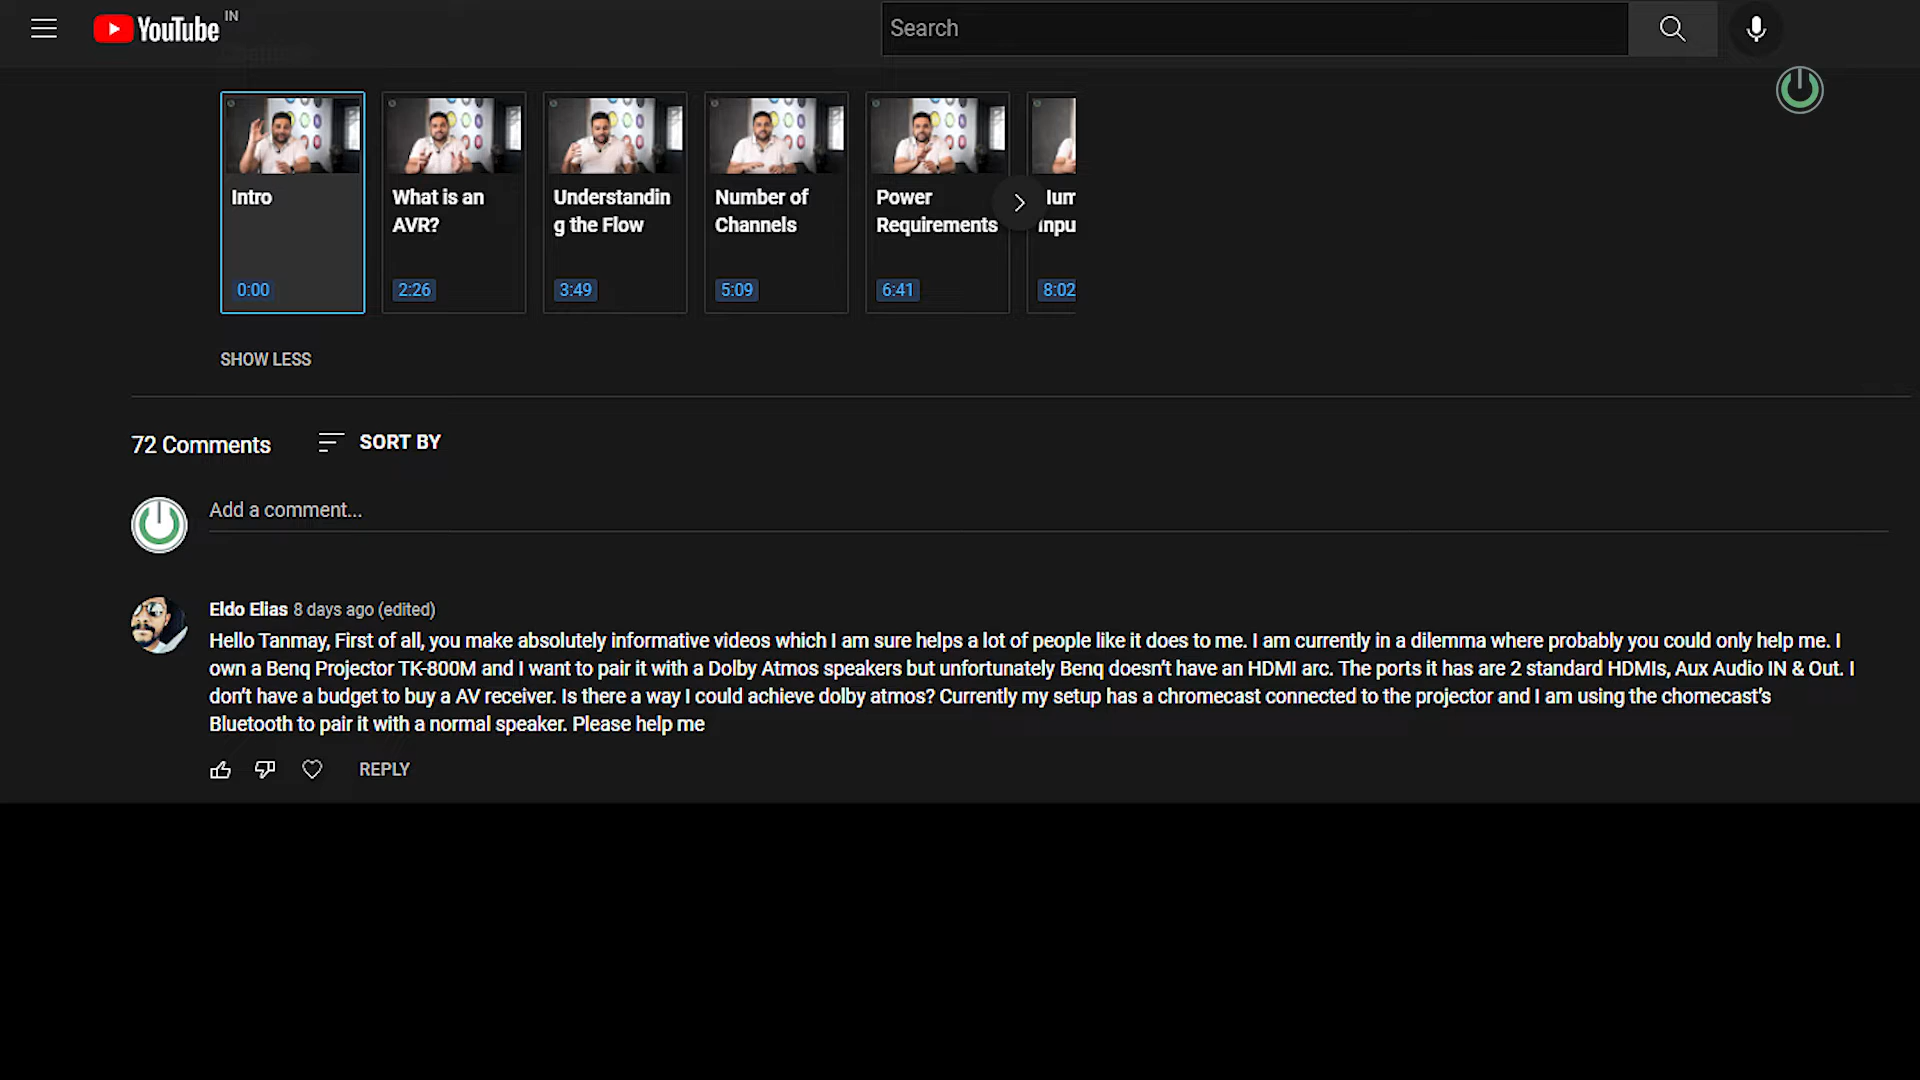 YouTube IN
Search
Intro
0:00
What is an
AVR?
2:26
Understandin
g the Flow
3:49
Number of
Channels
5:09
Power
Requirements
6:41
8:02
SHOW LESS
72 Comments
SORT BY
Add a comment...
Eldo Elias 8 days ago (edited)
Hello Tanmay, First of all, you make absolutely informative videos which I am sure helps a lot of people like it does to me. I am currently in a dilemma where probably you could only help me. I
own a Benq Projector TK-800M and I want to pair it with a Dolby Atmos speakers but unfortunately Benq doesn't have an HDMI arc. The ports it has are 2 standard HDMIs, Aux Audio IN & Out. I
don't have a budget to buy a AV receiver. Is there a way I could achieve dolby atmos? Currently my setup has a chromecast connected to the projector and I am using the chomecast's
Bluetooth to pair it with a normal speaker. Please help me
REPLY